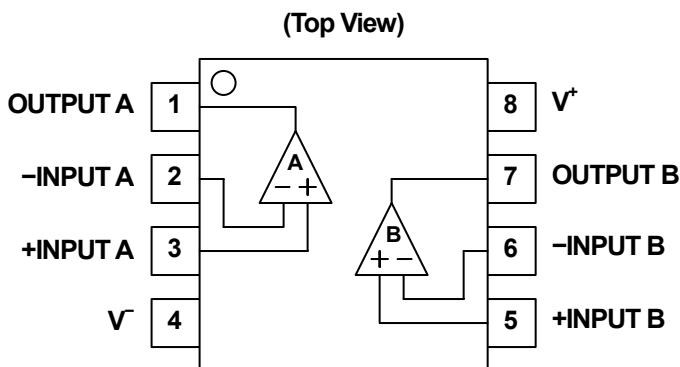 (Top View)
OUTPUT A 1 8 V⁺
−INPUT A 2 A − + 7 OUTPUT B
+INPUT A 3 B + − 6 −INPUT B
V⁻ 4 5 +INPUT B